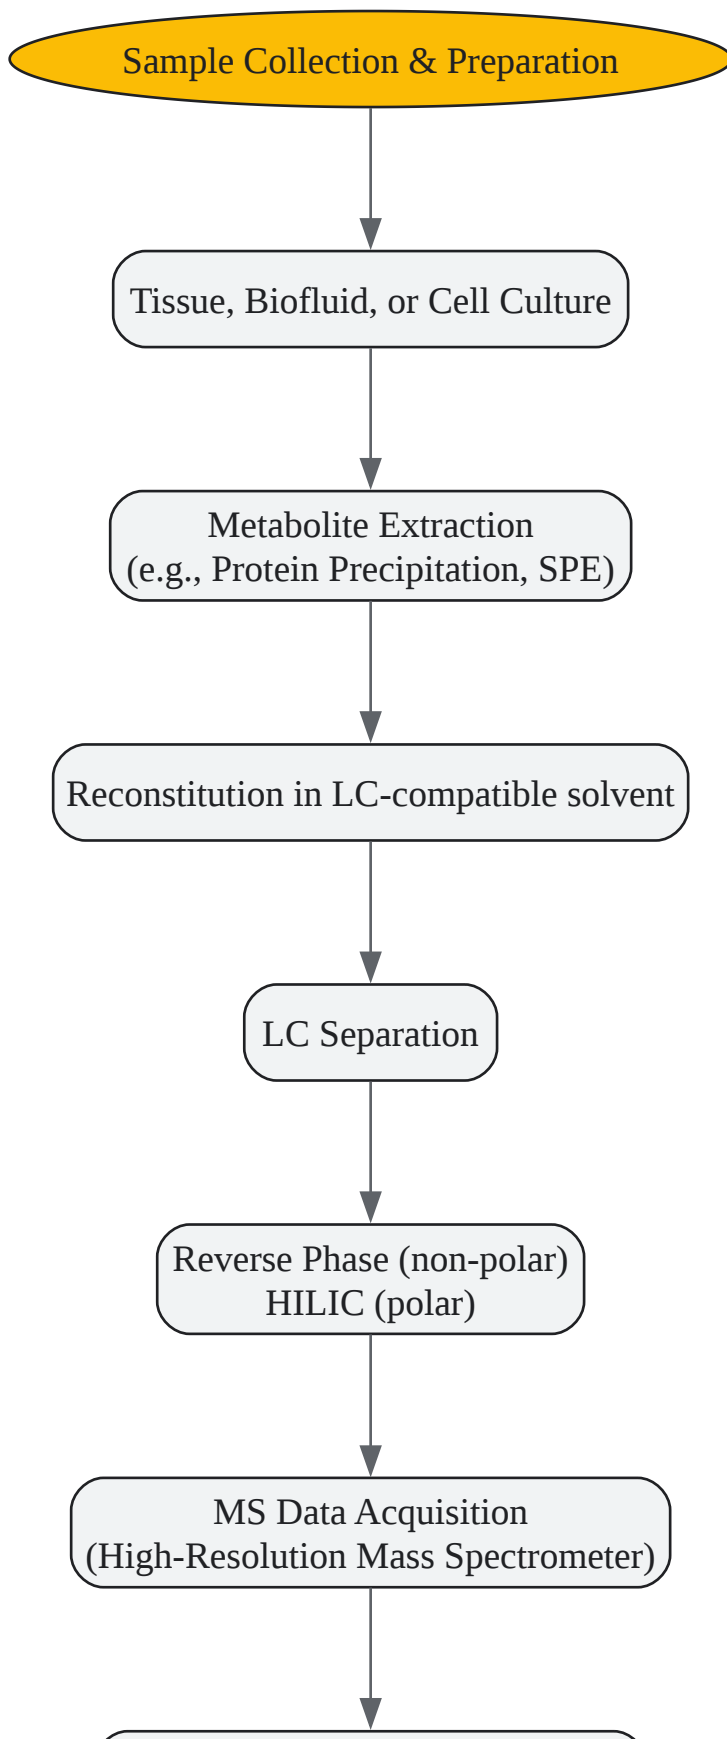 Sample Collection & Preparation
Tissue, Biofluid, or Cell Culture
Metabolite Extraction
(e.g., Protein Precipitation, SPE)
Reconstitution in LC-compatible solvent
LC Separation
Reverse Phase (non-polar)
HILIC (polar)
MS Data Acquisition
(High-Resolution Mass Spectrometer)